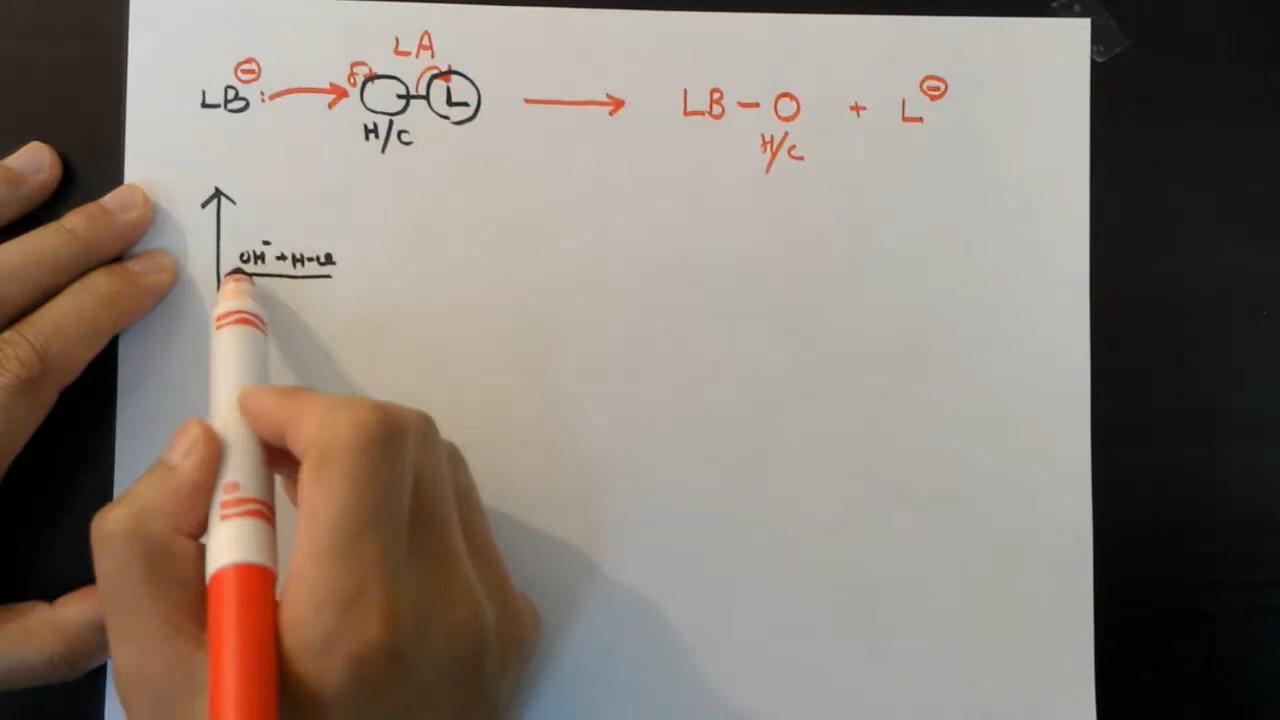 LA
LB⊖: → δ+ ○–L → LB–○ + L⊖
H/C H/C
OH⁻ + H–Cl